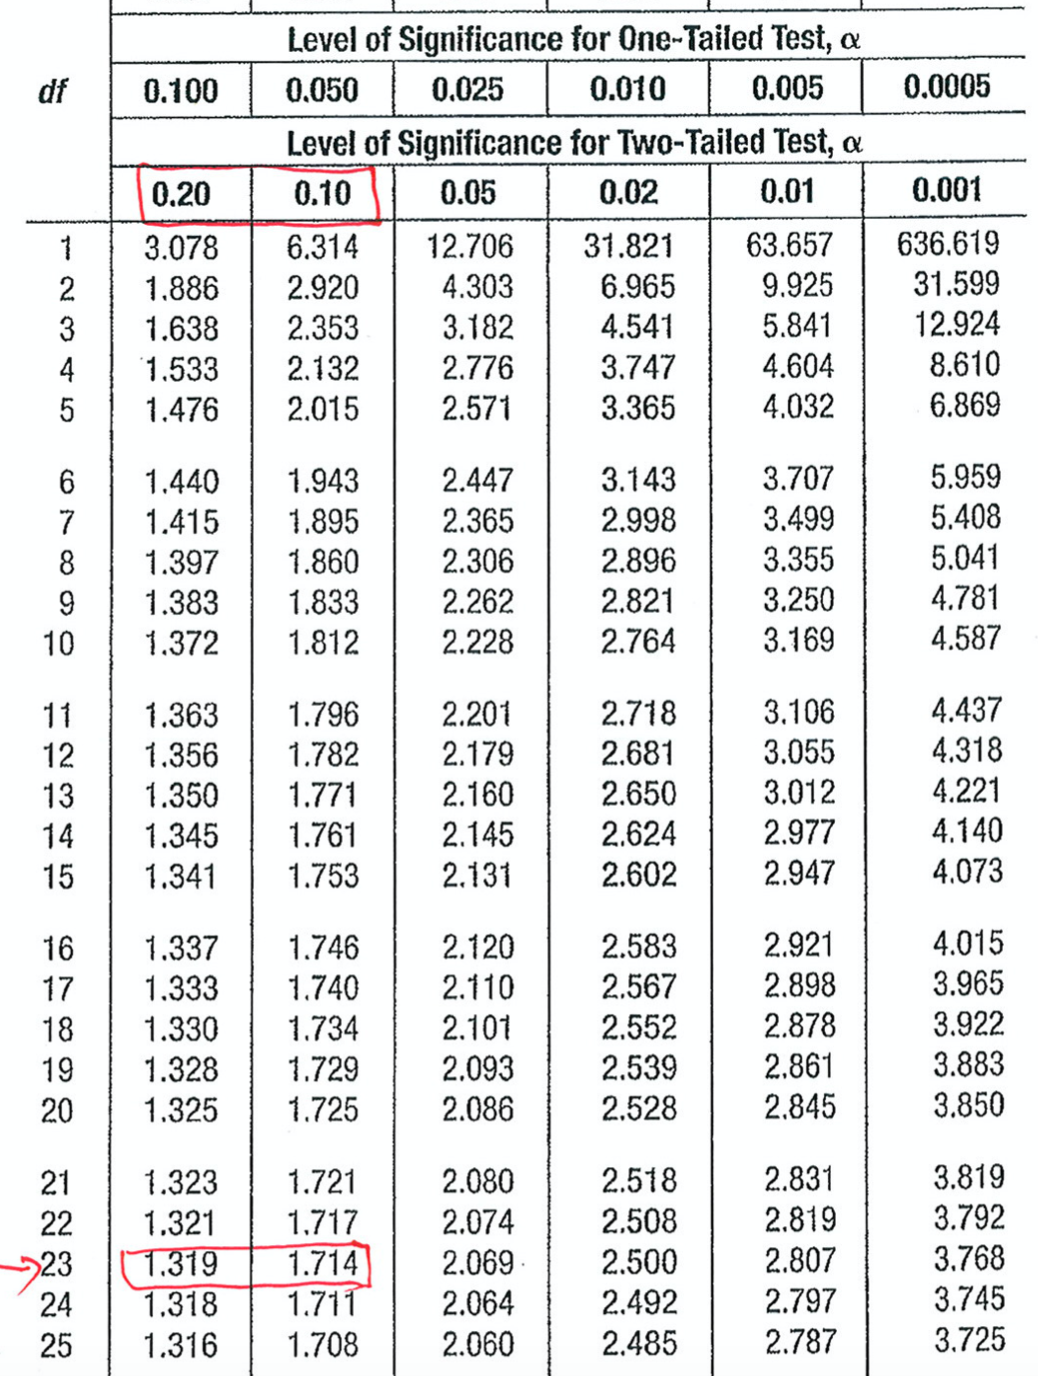 Level of Significance for One-Tailed Test, α
df 0.100 0.050 0.025 0.010 0.005 0.0005
Level of Significance for Two-Tailed Test, α
0.20 0.10 0.05 0.02 0.01 0.001
1 3.078 6.314 12.706 31.821 63.657 636.619
2 1.886 2.920 4.303 6.965 9.925 31.599
3 1.638 2.353 3.182 4.541 5.841 12.924
4 1.533 2.132 2.776 3.747 4.604 8.610
5 1.476 2.015 2.571 3.365 4.032 6.869
6 1.440 1.943 2.447 3.143 3.707 5.959
7 1.415 1.895 2.365 2.998 3.499 5.408
8 1.397 1.860 2.306 2.896 3.355 5.041
9 1.383 1.833 2.262 2.821 3.250 4.781
10 1.372 1.812 2.228 2.764 3.169 4.587
11 1.363 1.796 2.201 2.718 3.106 4.437
12 1.356 1.782 2.179 2.681 3.055 4.318
13 1.350 1.771 2.160 2.650 3.012 4.221
14 1.345 1.761 2.145 2.624 2.977 4.140
15 1.341 1.753 2.131 2.602 2.947 4.073
16 1.337 1.746 2.120 2.583 2.921 4.015
17 1.333 1.740 2.110 2.567 2.898 3.965
18 1.330 1.734 2.101 2.552 2.878 3.922
19 1.328 1.729 2.093 2.539 2.861 3.883
20 1.325 1.725 2.086 2.528 2.845 3.850
21 1.323 1.721 2.080 2.518 2.831 3.819
22 1.321 1.717 2.074 2.508 2.819 3.792
23 1.319 1.714 2.069 2.500 2.807 3.768
24 1.318 1.711 2.064 2.492 2.797 3.745
25 1.316 1.708 2.060 2.485 2.787 3.725